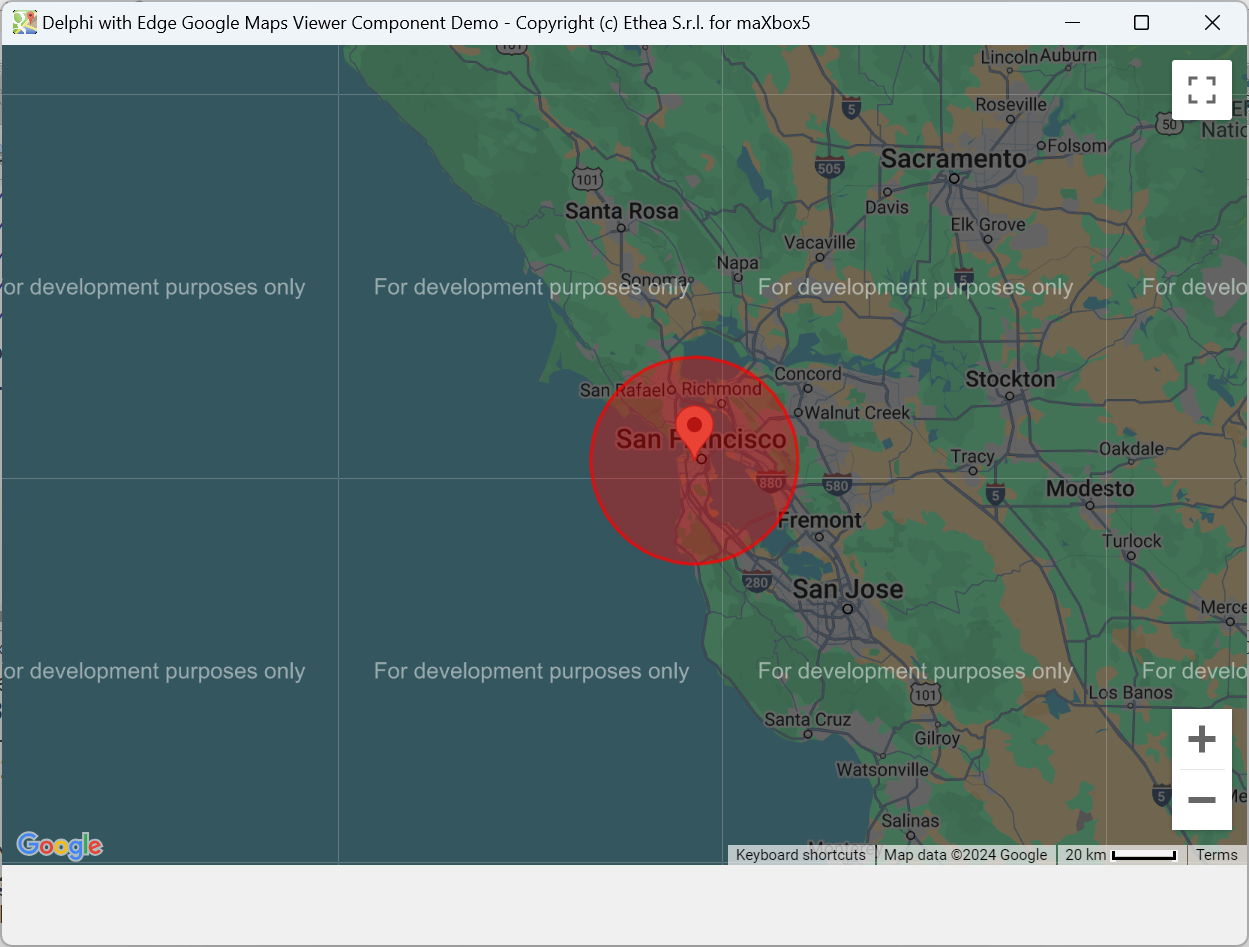 Delphi with Edge Google Maps Viewer Component Demo - Copyright (c) Ethea S.r.l. for maXbox5
101
Lincoln Auburn
5
Roseville
50
Folsom
Sacramento
505
101
Davis
Santa Rosa
Elk Grove
Vacaville
Napa
5
Sonoma
or development purposes only For development purposes only For development purposes only For develo
Concord
Stockton
San Rafael Richmond
Walnut Creek
San Francisco
Oakdale
Tracy
880
580
5
Modesto
Fremont
Turlock
280
San Jose
Merce
or development purposes only For development purposes only For development purposes only For develo
101
Los Banos
Santa Cruz
Gilroy
Watsonville
5
Salinas
Google
Keyboard shortcuts Map data ©2024 Google 20 km Terms